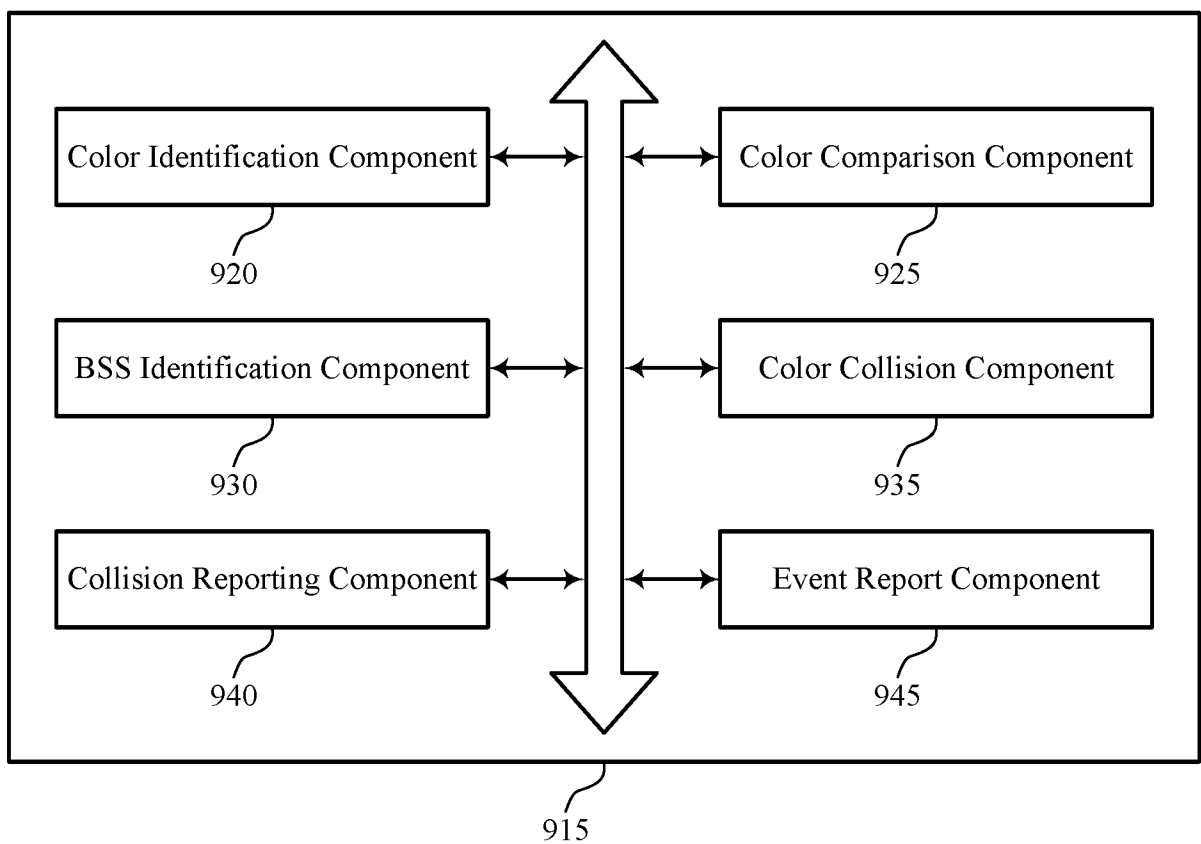 Color Identification Component
920
Color Comparison Component
925
BSS Identification Component
930
Color Collision Component
935
Collision Reporting Component
940
Event Report Component
945
915